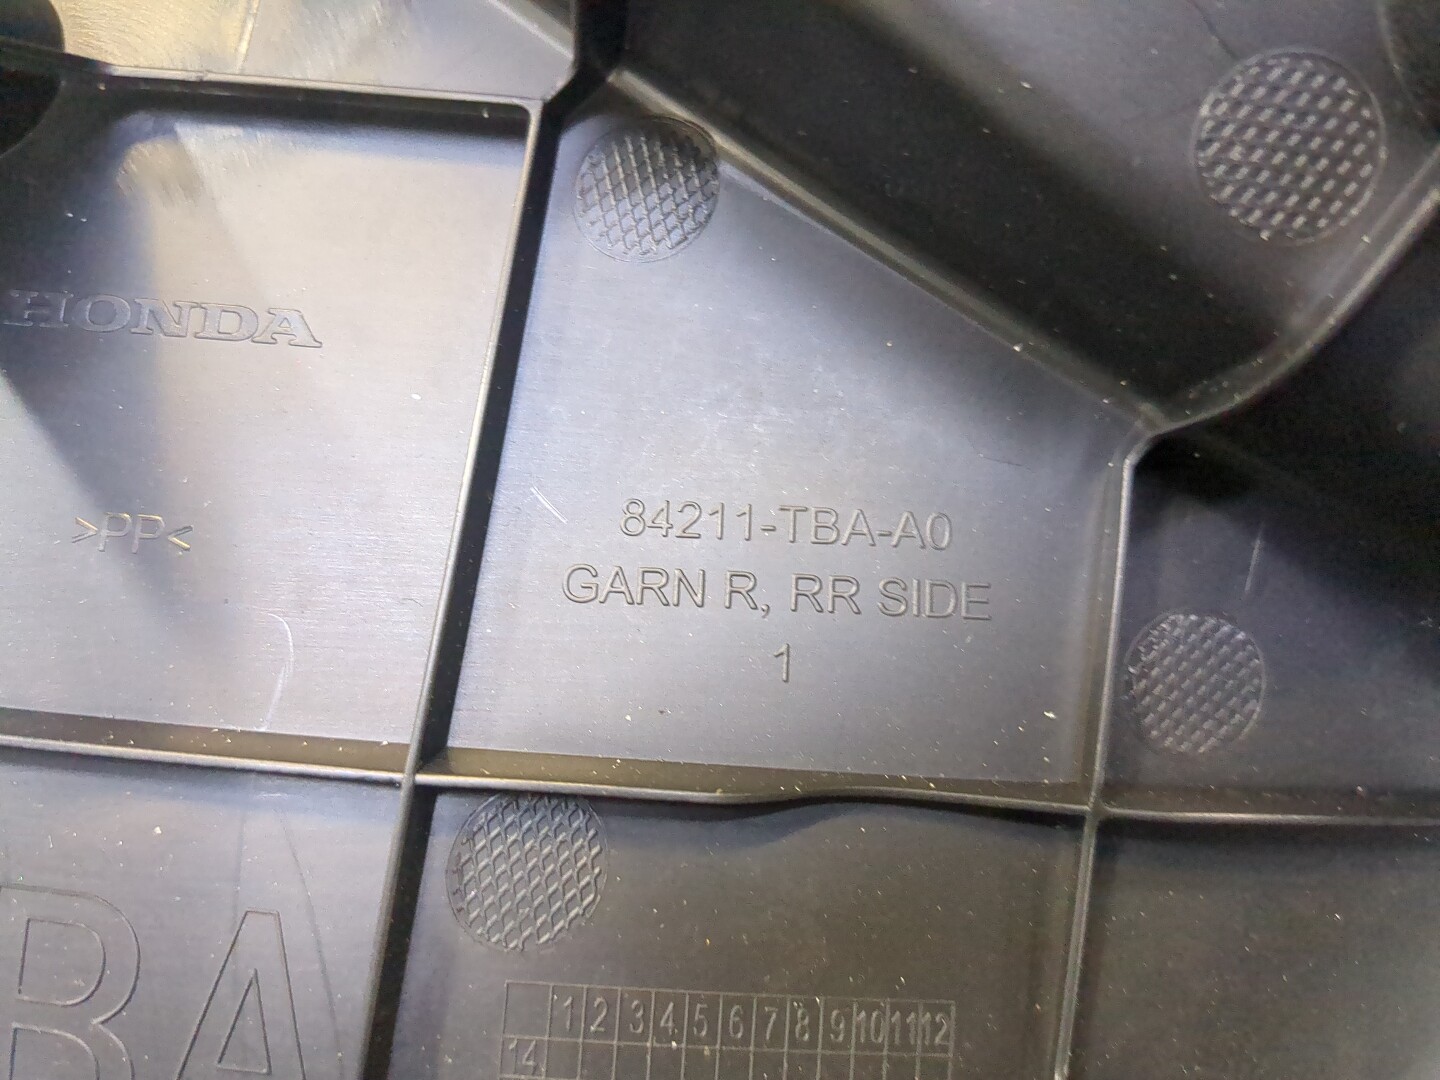 HONDA
>PP<
84211-TBA-A0
GARN R, RR SIDE
1
BA
1 2 3 4 5 6 7 8 9 10 11 12
14